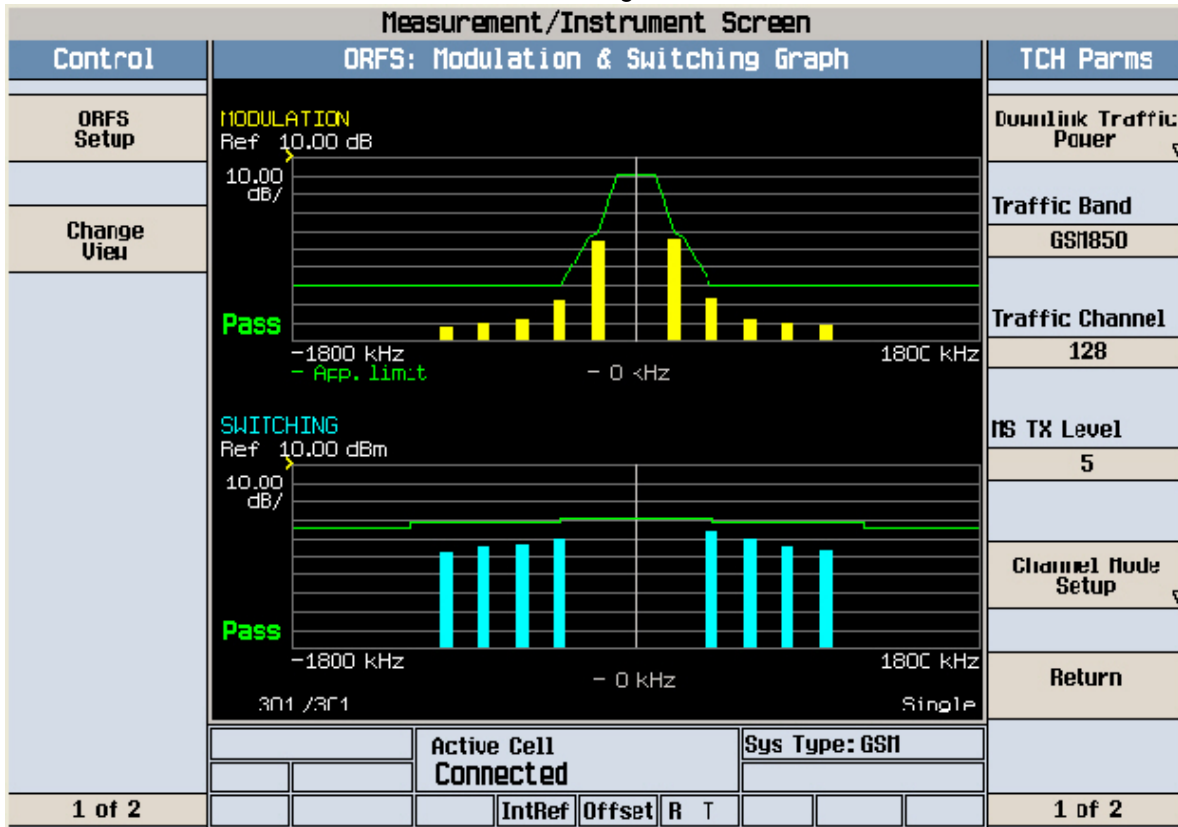 Measurement/Instrument Screen
Control
ORFS: Modulation & Switching Graph
TCH Parms
ORFS
Setup
Change
View
MODULATION
Ref 10.00 dB
10.00
dB/
Pass
-1800 kHz
1800 kHz
- App. limit
- 0 kHz
SWITCHING
Ref 10.00 dBm
10.00
dB/
Pass
-1800 kHz
1800 kHz
- 0 kHz
301/301
Single
Downlink Traffic
Power
Traffic Band
GSM850
Traffic Channel
128
MS TX Level
5
Channel Mode
Setup
Return
Active Cell
Connected
Sys Type: GSM
1 of 2
IntRef
Offset
R T
1 of 2